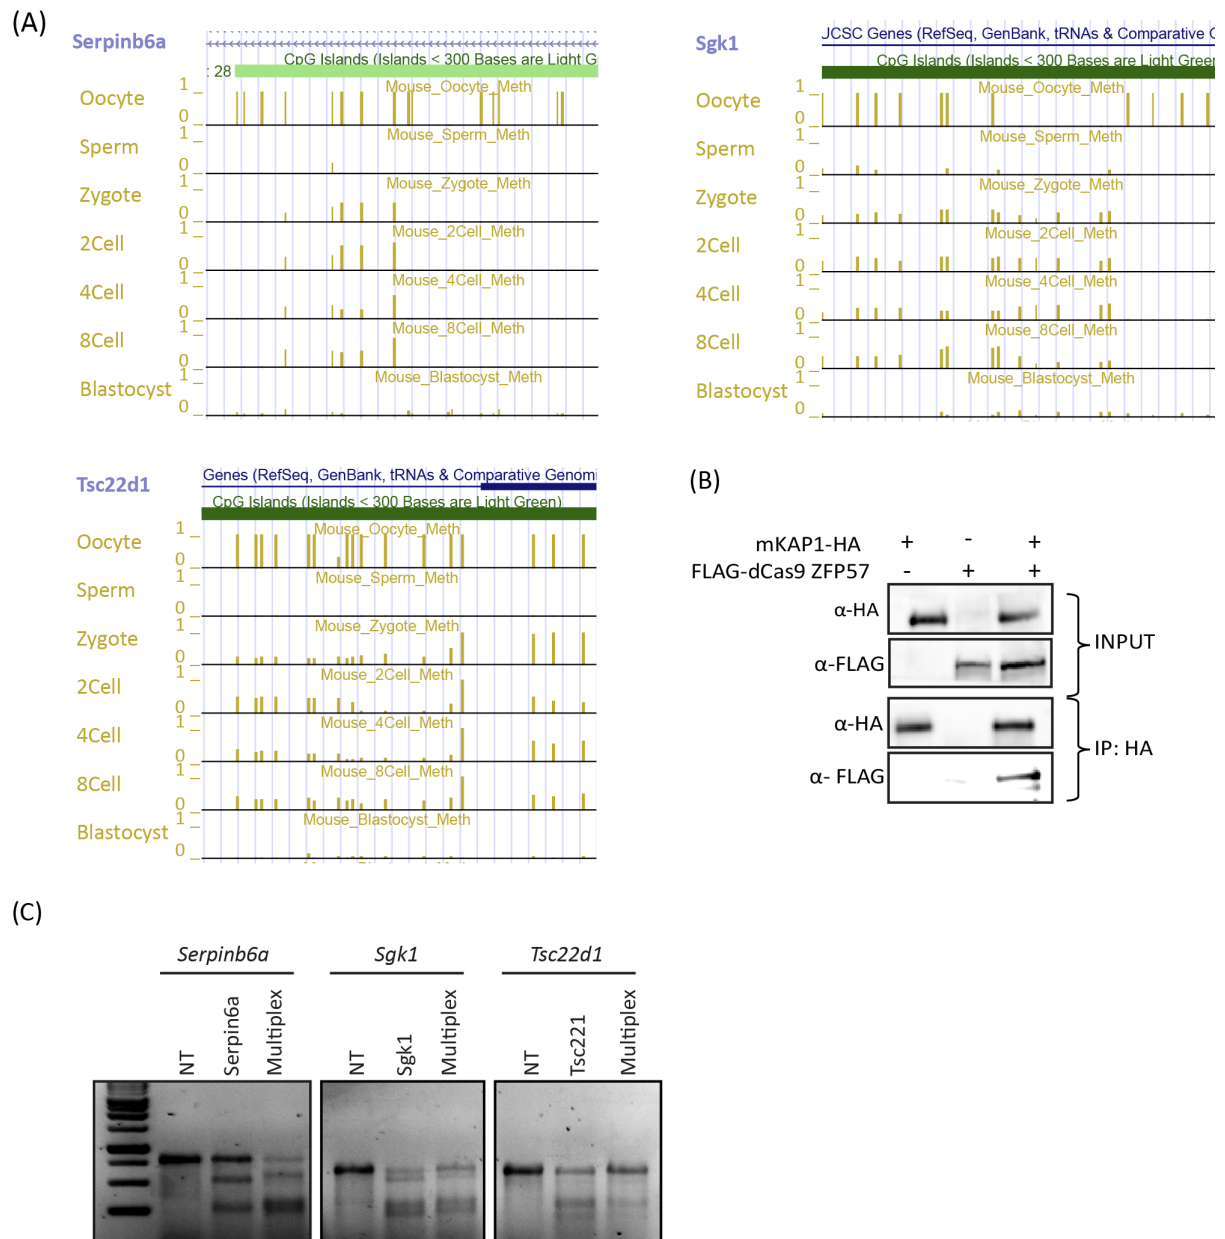 (A)
Serpinb6a
CpG Islands (Islands < 300 Bases are Light G
: 28
Oocyte
1
0
Mouse_Oocyte_Meth
Sperm
1
0
Mouse_Sperm_Meth
Zygote
1
0
Mouse_Zygote_Meth
2Cell
1
0
Mouse_2Cell_Meth
4Cell
1
0
Mouse_4Cell_Meth
8Cell
1
0
Mouse_8Cell_Meth
Blastocyst
1
0
Mouse_Blastocyst_Meth
Sgk1
UCSC Genes (RefSeq, GenBank, tRNAs & Comparative G
CpG Islands (Islands < 300 Bases are Light Green
Oocyte
1
0
Mouse_Oocyte_Meth
Sperm
1
0
Mouse_Sperm_Meth
Zygote
1
0
Mouse_Zygote_Meth
2Cell
1
0
Mouse_2Cell_Meth
4Cell
1
0
Mouse_4Cell_Meth
8Cell
1
0
Mouse_8Cell_Meth
Blastocyst
1
0
Mouse_Blastocyst_Meth
Tsc22d1
Genes (RefSeq, GenBank, tRNAs & Comparative Genomi
CpG Islands (Islands < 300 Bases are Light Green)
Oocyte
1
0
Mouse_Oocyte_Meth
Sperm
1
0
Mouse_Sperm_Meth
Zygote
1
0
Mouse_Zygote_Meth
2Cell
1
0
Mouse_2Cell_Meth
4Cell
1
0
Mouse_4Cell_Meth
8Cell
1
0
Mouse_8Cell_Meth
Blastocyst
1
0
Mouse_Blastocyst_Meth
(B)
mKAP1-HA + - +
FLAG-dCas9 ZFP57 - + +
α-HA
α-FLAG
INPUT
α-HA
α- FLAG
IP: HA
(C)
Serpinb6a
NT
Serpin6a
Multiplex
Sgk1
NT
Sgk1
Multiplex
Tsc22d1
NT
Tsc221
Multiplex